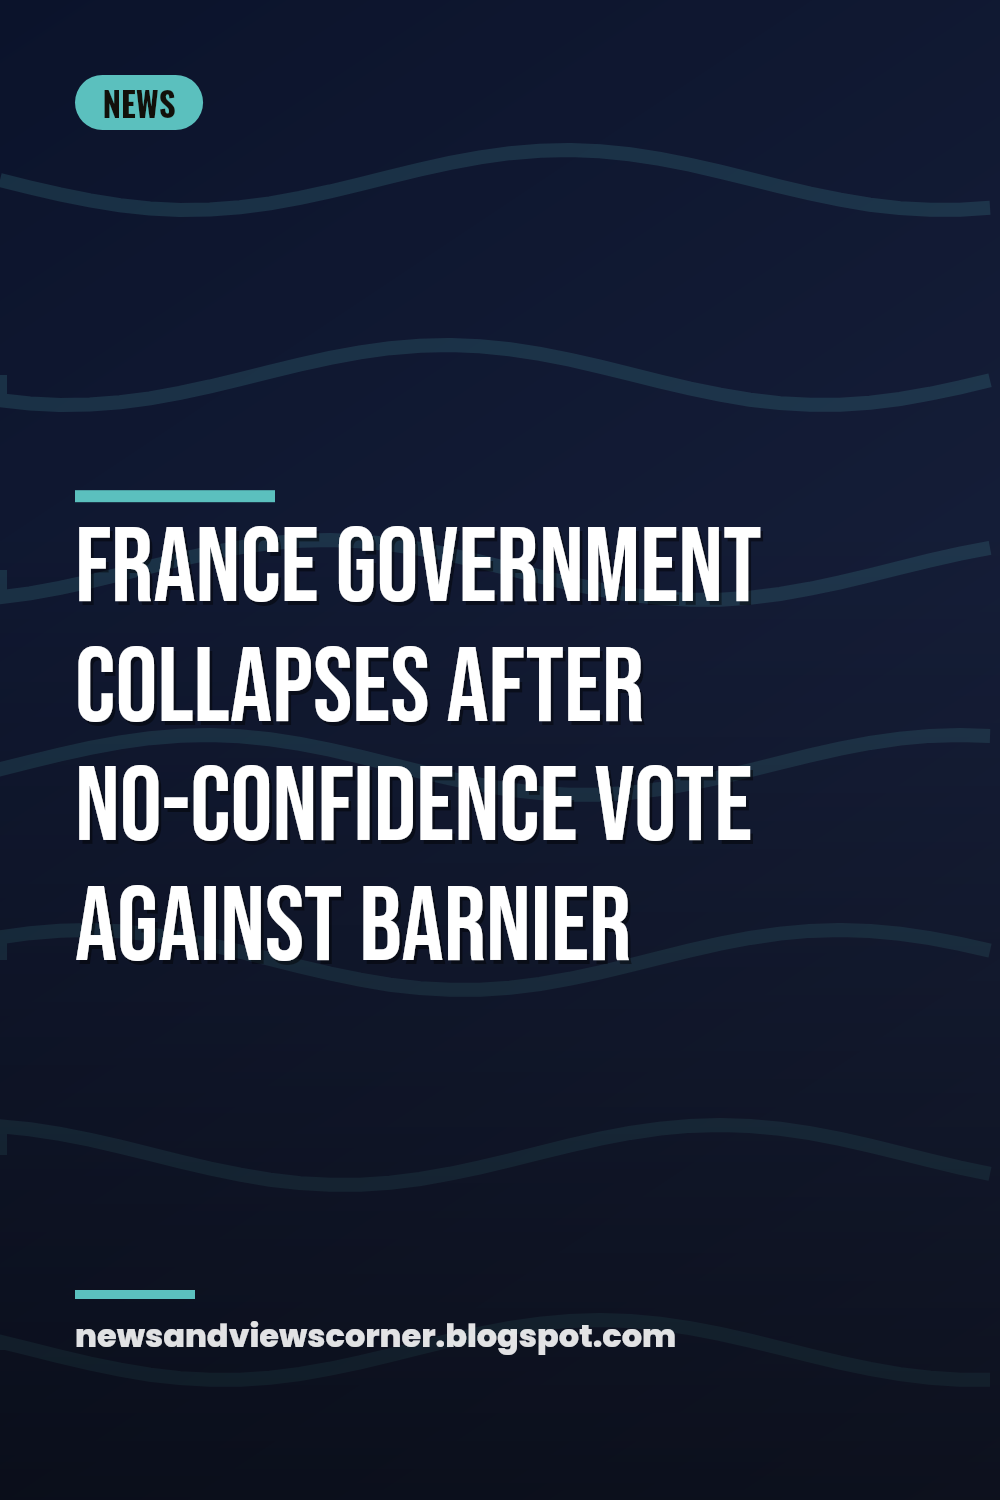 NEWS
FRANCE GOVERNMENT
COLLAPSES AFTER
NO-CONFIDENCE VOTE
AGAINST BARNIER
newsandviewscorner.blogspot.com